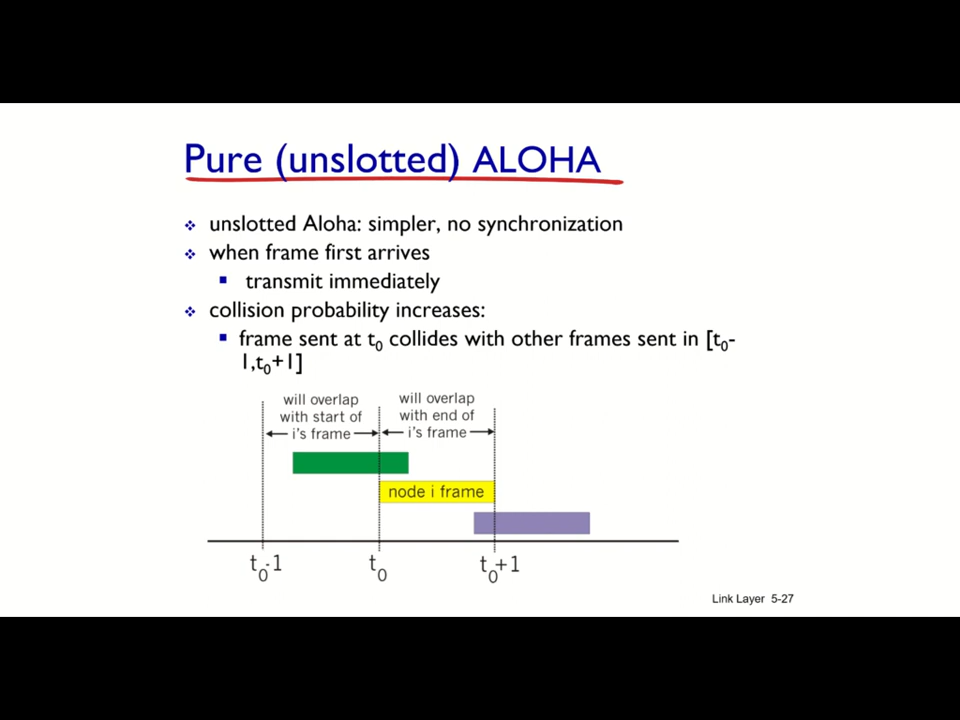 Pure (unslotted) ALOHA
❖ unslotted Aloha: simpler, no synchronization
❖ when frame first arrives
▪ transmit immediately
❖ collision probability increases:
▪ frame sent at t0 collides with other frames sent in [t0-
1,t0+1]
will overlap
with start of
i's frame
will overlap
with end of
i's frame
node i frame
t0-1
t0
t0+1
Link Layer 5-27